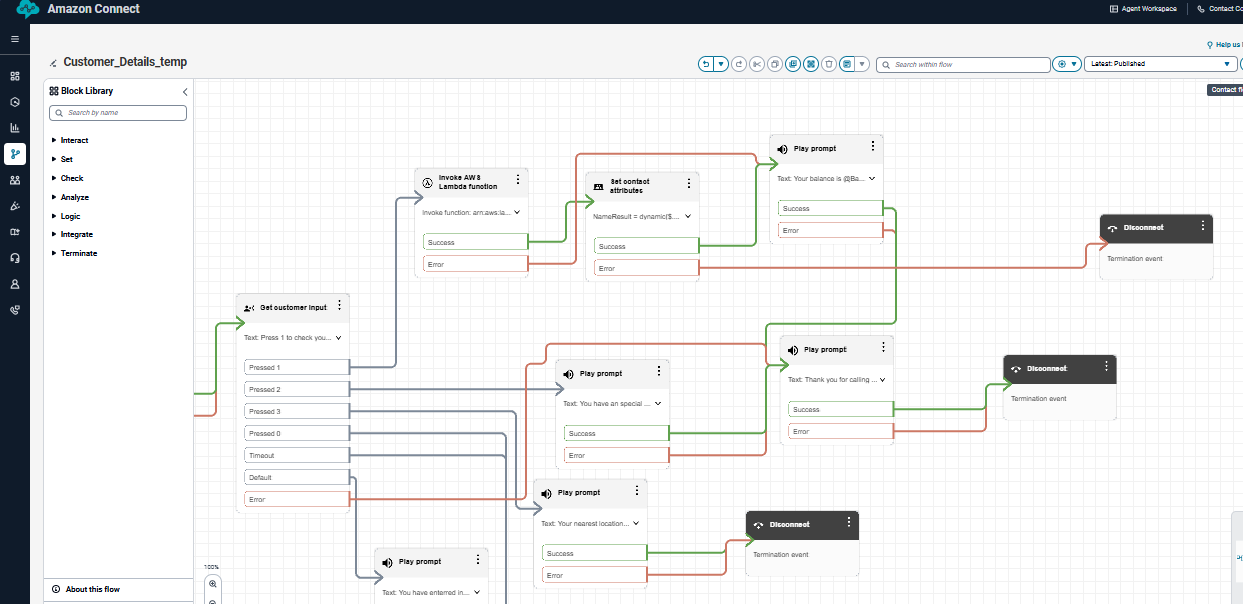 Amazon Connect
Agent Workspace
Contact Co
Help us
Customer_Details_temp
Search within flow
Latest: Published
Contact fl
Block Library
Search by name
Interact
Set
Check
Analyze
Logic
Integrate
Terminate
About this flow
100%
Get customer input
Text: Press 1 to check you...
Pressed 1
Pressed 2
Pressed 3
Pressed 0
Timeout
Default
Error
Invoke AWS
Lambda function
Invoke function: arn:aws:la...
Success
Error
Set contact
attributes
NameResult = dynamic($....
Success
Error
Play prompt
Text: Your balance is @Ba...
Success
Error
Disconnect
Termination event
Play prompt
Text: You have an special ...
Success
Error
Play prompt
Text: Thank you for calling ...
Success
Error
Disconnect
Termination event
Play prompt
Text: Your nearest location...
Success
Error
Disconnect
Termination event
Play prompt
Text: You have enterred in...